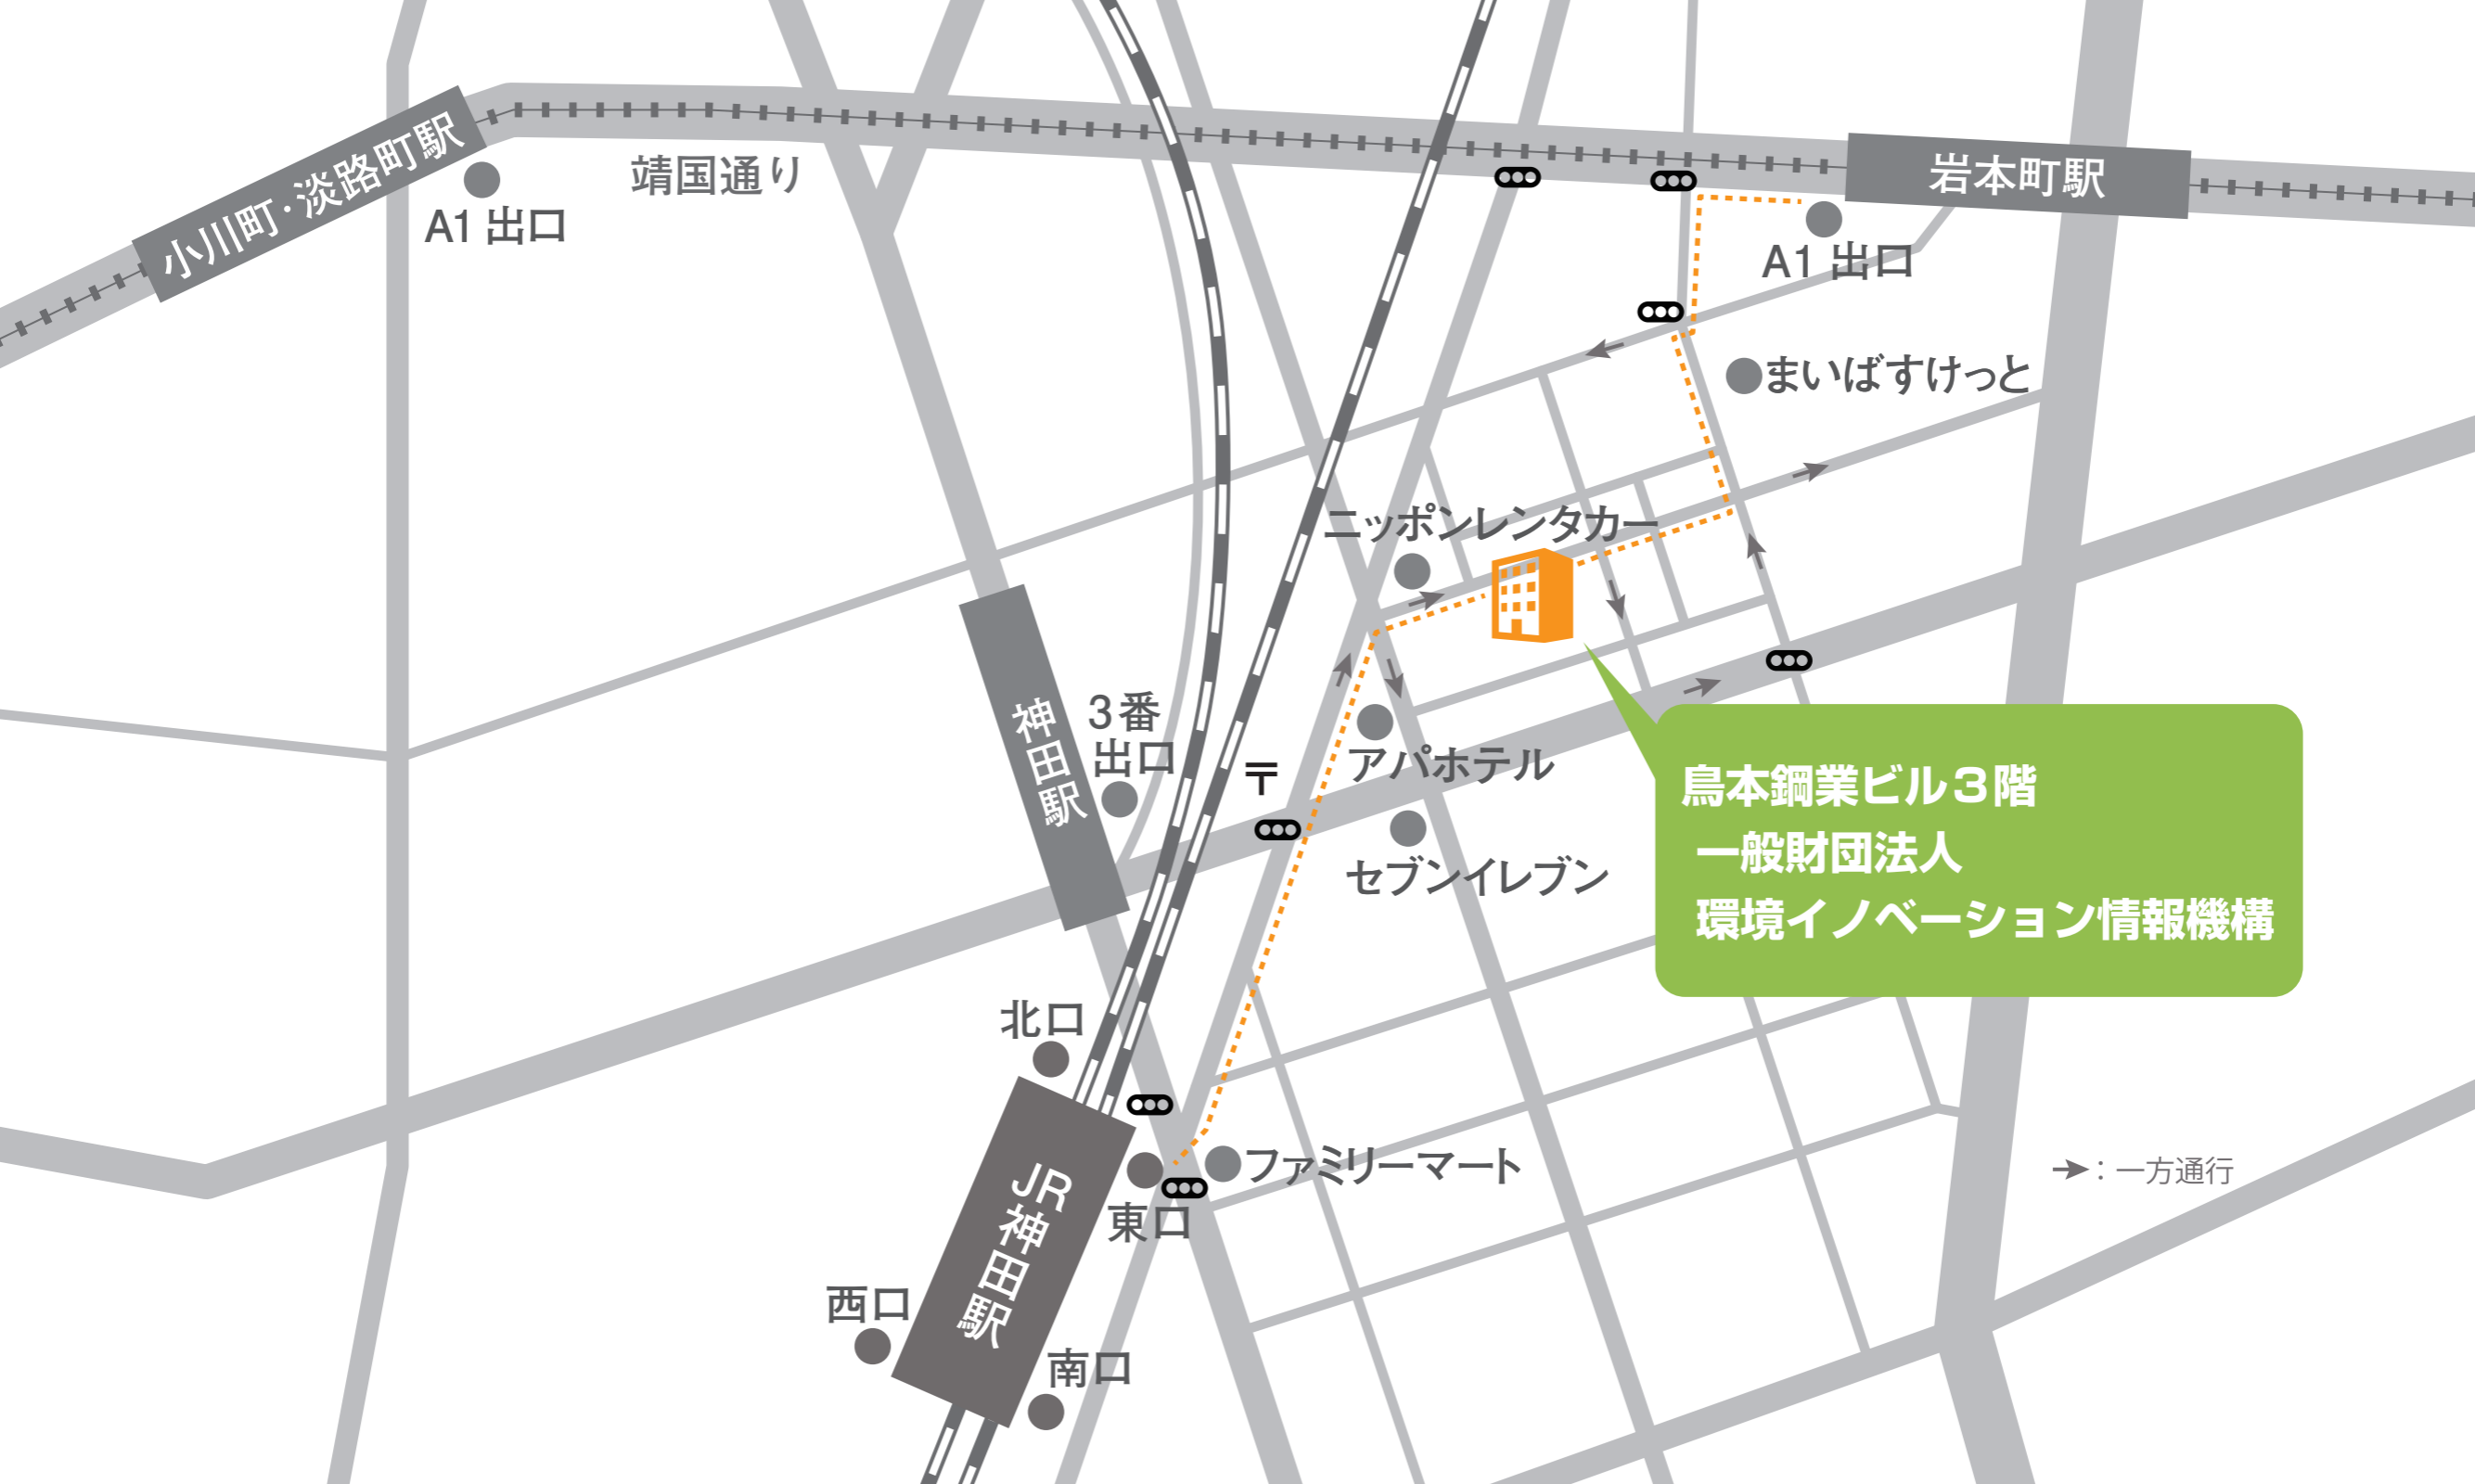 小川町・淡路町駅
A1 出口
靖国通り
岩本町駅
A1 出口
まいばすけっと
ニッポンレンタカー
神田駅
3番
出口
〒
アパホテル
セブンイレブン
鳥本鋼業ビル3階
一般財団法人
環境イノベーション情報機構
北口
JR神田駅
東口
ファミリーマート
西口
南口
：一方通行